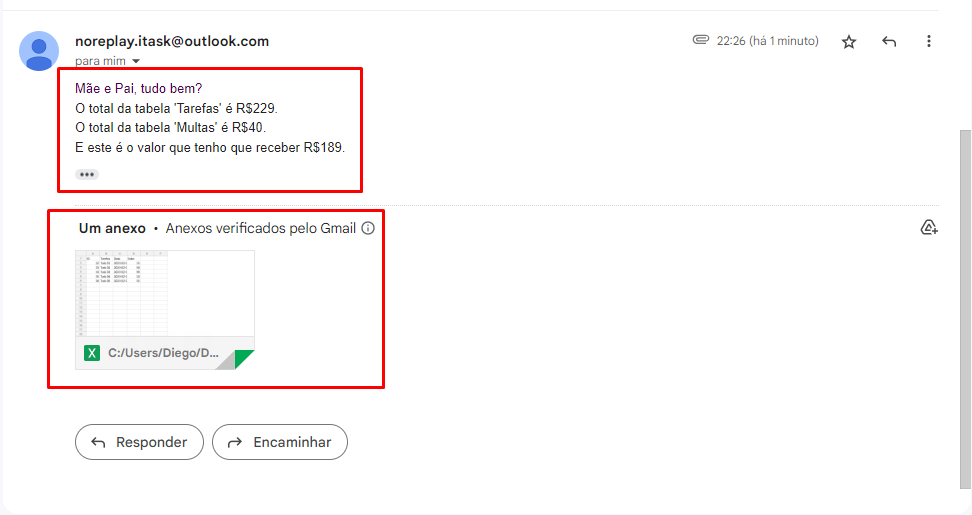 noreplay.itask@outlook.com
22:26 (há 1 minuto)
para mim
Mãe e Pai, tudo bem?
O total da tabela 'Tarefas' é R$229.
O total da tabela 'Multas' é R$40.
E este é o valor que tenho que receber R$189.
Um anexo • Anexos verificados pelo Gmail
C:/Users/Diego/D...
Responder
Encaminhar